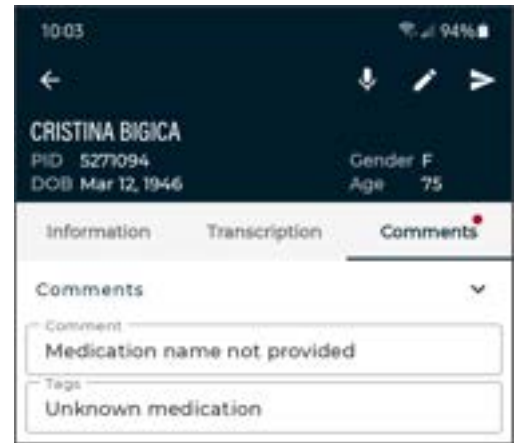 10:03 94%
CRISTINA BIGICA
PID 5271094 Gender F
DOB Mar 12, 1946 Age 75
Information Transcription Comments
Comments
Comment
Medication name not provided
Tags
Unknown medication